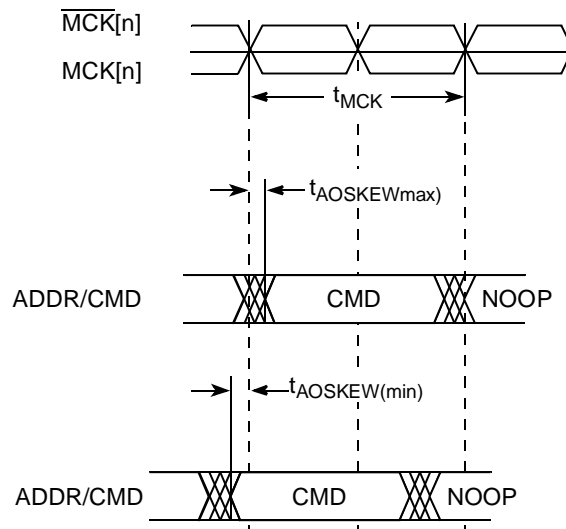 MCK[n]
MCK[n]
tMCK
tAOSKEWmax)
ADDR/CMD CMD NOOP
tAOSKEW(min)
ADDR/CMD CMD NOOP